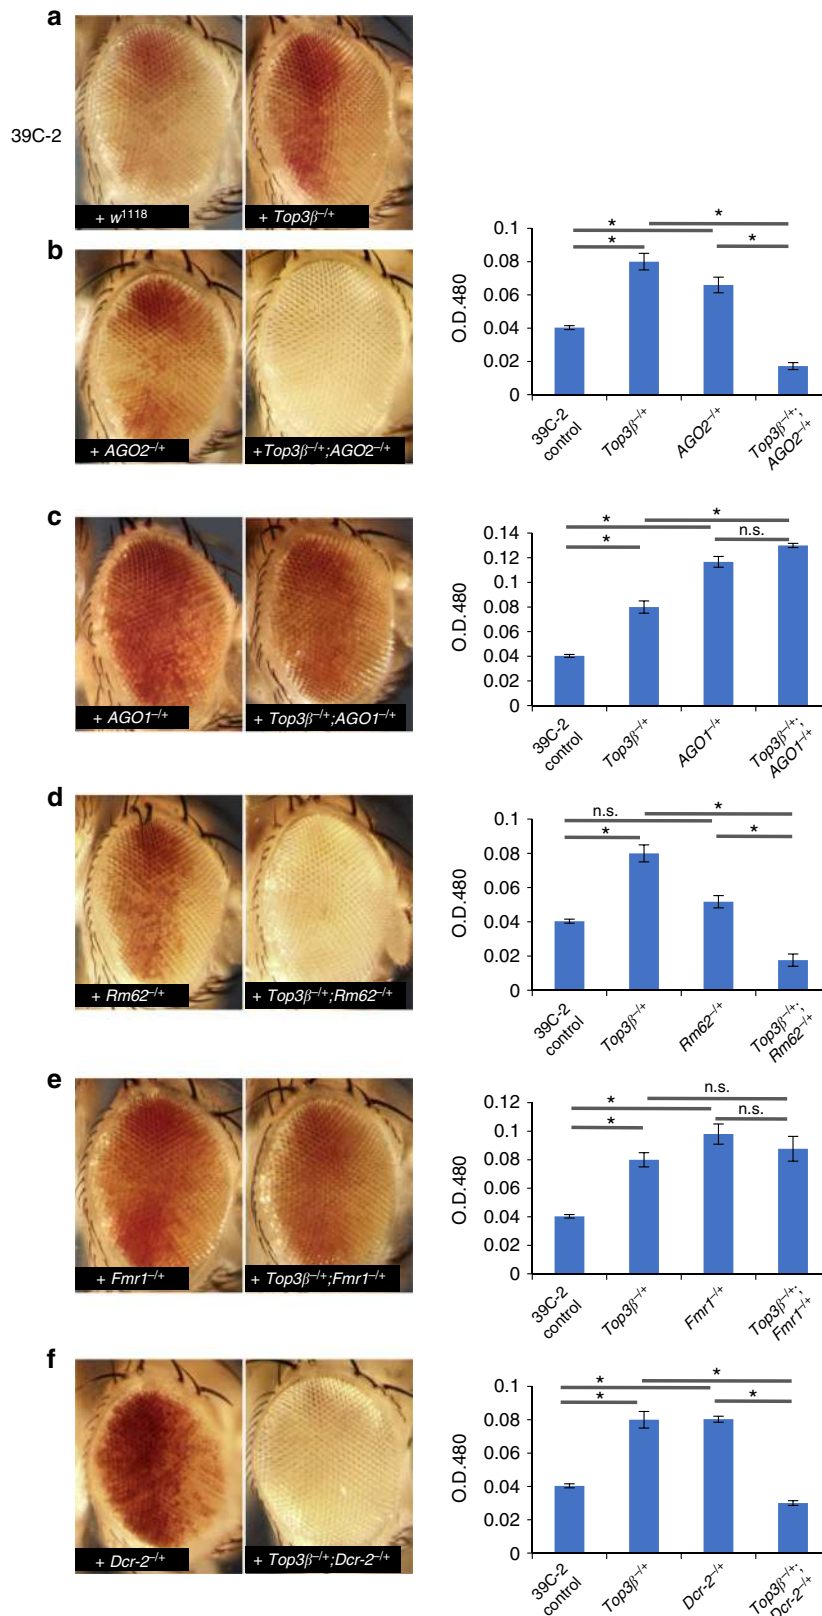 a
39C-2
+ w1118
+ Top3β–/+
b
+ AGO2–/+
+Top3β–/+;AGO2–/+
O.D.480
0.1
0.08
0.06
0.04
0.02
0
*
*
*
*
39C-2 control
Top3β–/+
AGO2–/+
Top3β–/+; AGO2–/+
c
+ AGO1–/+
+ Top3β–/+;AGO1–/+
O.D.480
0.14
0.12
0.1
0.08
0.06
0.04
0.02
0
*
*
*
n.s.
39C-2 control
Top3β–/+
AGO1–/+
Top3β–/+; AGO1–/+
d
+ Rm62–/+
+ Top3β–/+;Rm62–/+
O.D.480
0.1
0.08
0.06
0.04
0.02
0
n.s.
*
*
*
39C-2 control
Top3β–/+
Rm62–/+
Top3β–/+; Rm62–/+
e
+ Fmr1–/+
+ Top3β–/+;Fmr1–/+
O.D.480
0.12
0.1
0.08
0.06
0.04
0.02
0
n.s.
*
n.s.
*
39C-2 control
Top3β–/+
Fmr1–/+
Top3β–/+; Fmr1–/+
f
+ Dcr-2–/+
+ Top3β–/+;Dcr-2–/+
O.D.480
0.1
0.08
0.06
0.04
0.02
0
*
*
*
*
39C-2 control
Top3β–/+
Dcr-2–/+
Top3β–/+; Dcr-2–/+